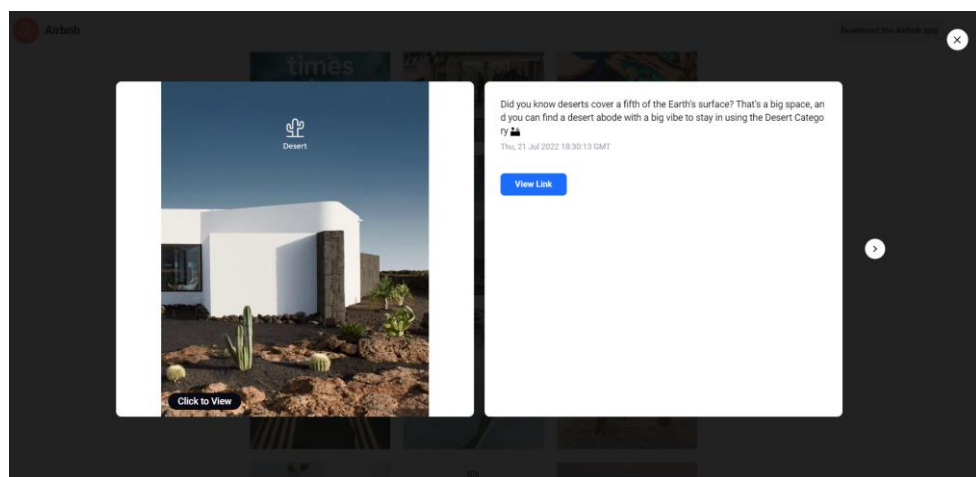 Airbnb
Download the Airbnb app
times
Desert
Click to View
Did you know deserts cover a fifth of the Earth's surface? That's a big space, an
d you can find a desert abode with a big vibe to stay in using the Desert Catego
ry 🏜
Thu, 21 Jul 2022 18:30:13 GMT
View Link